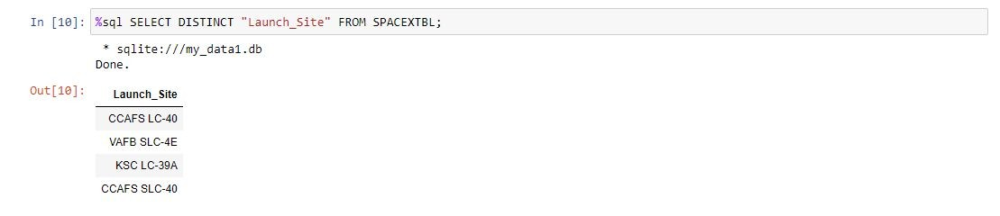 In [10]: %sql SELECT DISTINCT "Launch_Site" FROM SPACEXTBL;
* sqlite:///my_data1.db
Done.
Out[10]:
Launch_Site
CCAFS LC-40
VAFB SLC-4E
KSC LC-39A
CCAFS SLC-40